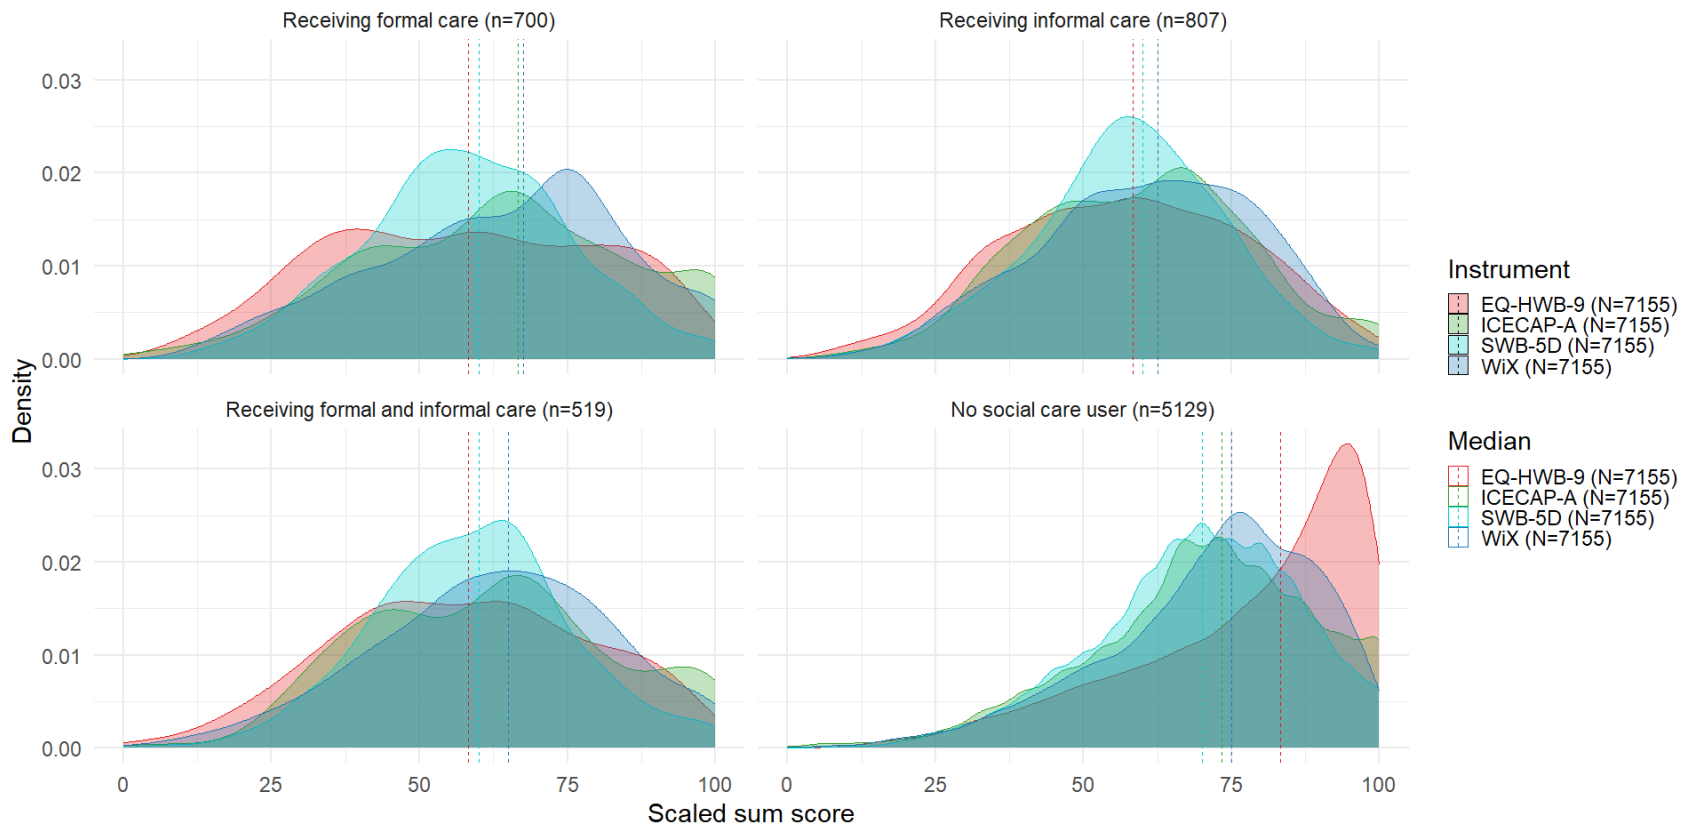 Receiving formal care (n=700)
Receiving informal care (n=807)
0.03
0.02
0.01
0.00
Receiving formal and informal care (n=519)
No social care user (n=5129)
0.03
0.02
0.01
0.00
0
25
50
75
100
0
25
50
75
100
Density
Scaled sum score
Instrument
EQ-HWB-9 (N=7155)
ICECAP-A (N=7155)
SWB-5D (N=7155)
WiX (N=7155)
Median
EQ-HWB-9 (N=7155)
ICECAP-A (N=7155)
SWB-5D (N=7155)
WiX (N=7155)